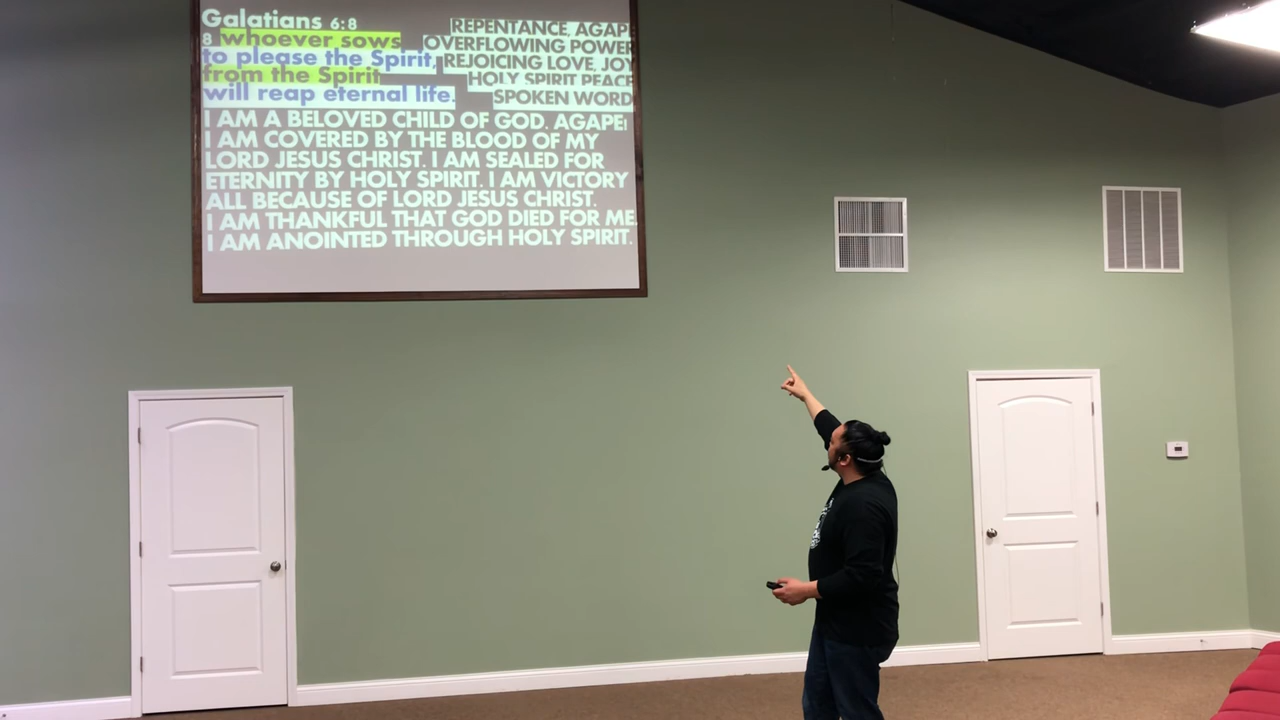 Galatians 6:8
8 whoever sows
to please the Spirit,
from the Spirit
will reap eternal life.
REPENTANCE, AGAP
OVERFLOWING POWER
REJOICING LOVE, JOY
HOLY SPIRIT PEACE
SPOKEN WORD
I AM A BELOVED CHILD OF GOD. AGAPE!
I AM COVERED BY THE BLOOD OF MY
LORD JESUS CHRIST. I AM SEALED FOR
ETERNITY BY HOLY SPIRIT. I AM VICTORY
ALL BECAUSE OF LORD JESUS CHRIST.
I AM THANKFUL THAT GOD DIED FOR ME.
I AM ANOINTED THROUGH HOLY SPIRIT.